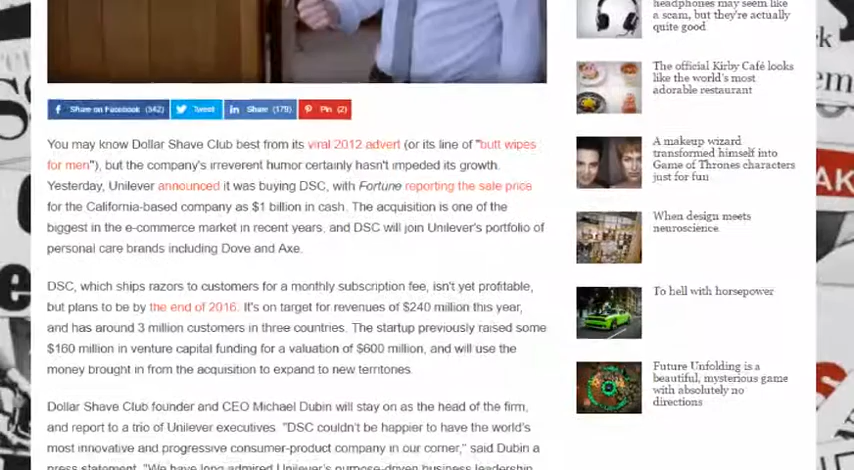 headphones may seem like
a scam, but they're actually
quite good
The official Kirby Café looks
like the world's most
adorable restaurant
Share on Facebook (342)
Tweet
Share (179)
Pin (2)
You may know Dollar Shave Club best from its viral 2012 advert (or its line of "butt wipes
for men"), but the company's irreverent humor certainly hasn't impeded its growth.
Yesterday, Unilever announced it was buying DSC, with Fortune reporting the sale price
for the California-based company as $1 billion in cash. The acquisition is one of the
biggest in the e-commerce market in recent years, and DSC will join Unilever's portfolio of
personal care brands including Dove and Axe.
A makeup wizard
transformed himself into
Game of Thrones characters
just for fun
When design meets
neuroscience
DSC, which ships razors to customers for a monthly subscription fee, isn't yet profitable,
but plans to be by the end of 2016. It's on target for revenues of $240 million this year,
and has around 3 million customers in three countries. The startup previously raised some
$160 million in venture capital funding for a valuation of $600 million, and will use the
money brought in from the acquisition to expand to new territories.
To hell with horsepower
Future Unfolding is a
beautiful, mysterious game
with absolutely no
directions
Dollar Shave Club founder and CEO Michael Dubin will stay on as the head of the firm,
and report to a trio of Unilever executives. "DSC couldn't be happier to have the world's
most innovative and progressive consumer-product company in our corner," said Dubin a
press statement. "We have long admired Unilever's purpose-driven business leadership